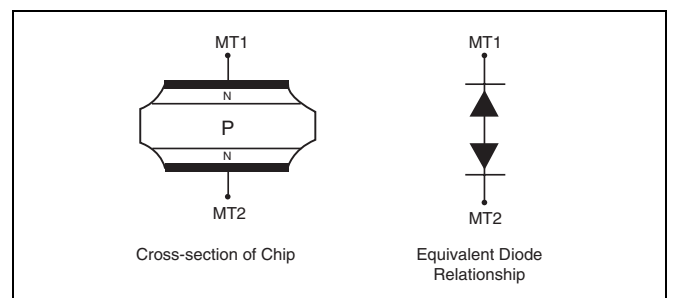 MT1
N
P
N
MT2
Cross-section of Chip
MT1
MT2
Equivalent Diode
Relationship